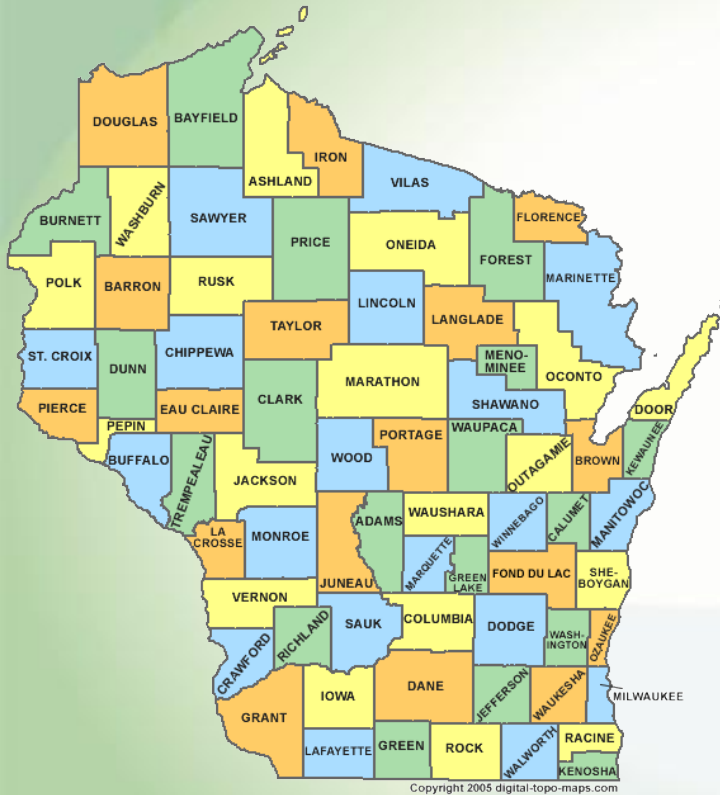 DOUGLAS
BAYFIELD
ASHLAND
IRON
VILAS
BURNETT
WASHBURN
SAWYER
PRICE
ONEIDA
FLORENCE
FOREST
MARINETTE
POLK
BARRON
RUSK
LINCOLN
TAYLOR
LANGLADE
ST. CROIX
DUNN
CHIPPEWA
MARATHON
MENO-
MINEE
OCONTO
PIERCE
PEPIN
EAU CLAIRE
CLARK
SHAWANO
DOOR
BUFFALO
TREMPEALEAU
JACKSON
WOOD
PORTAGE
WAUPACA
OUTAGAMIE
BROWN
KEWAUNEE
LA
CROSSE
MONROE
JUNEAU
ADAMS
WAUSHARA
WINNEBAGO
CALUMET
MANITOWOC
MARQUETTE
GREEN
LAKE
FOND DU LAC
SHE-
BOYGAN
VERNON
CRAWFORD
RICHLAND
SAUK
COLUMBIA
DODGE
WASH-
INGTON
OZAUKEE
GRANT
IOWA
DANE
JEFFERSON
WAUKESHA
MILWAUKEE
LAFAYETTE
GREEN
ROCK
WALWORTH
RACINE
KENOSHA
Copyright 2005 digital-topo-maps.com